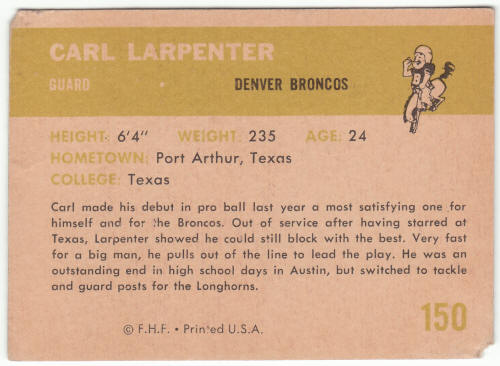 CARL LARPENTER
GUARD • DENVER BRONCOS
HEIGHT: 6'4" WEIGHT: 235 AGE: 24
HOMETOWN: Port Arthur, Texas
COLLEGE: Texas
Carl made his debut in pro ball last year a most satisfying one for
himself and for the Broncos. Out of service after having starred at
Texas, Larpenter showed he could still block with the best. Very fast
for a big man, he pulls out of the line to lead the play. He was an
outstanding end in high school days in Austin, but switched to tackle
and guard posts for the Longhorns.
150
© F.H.F. • Printed U.S.A.